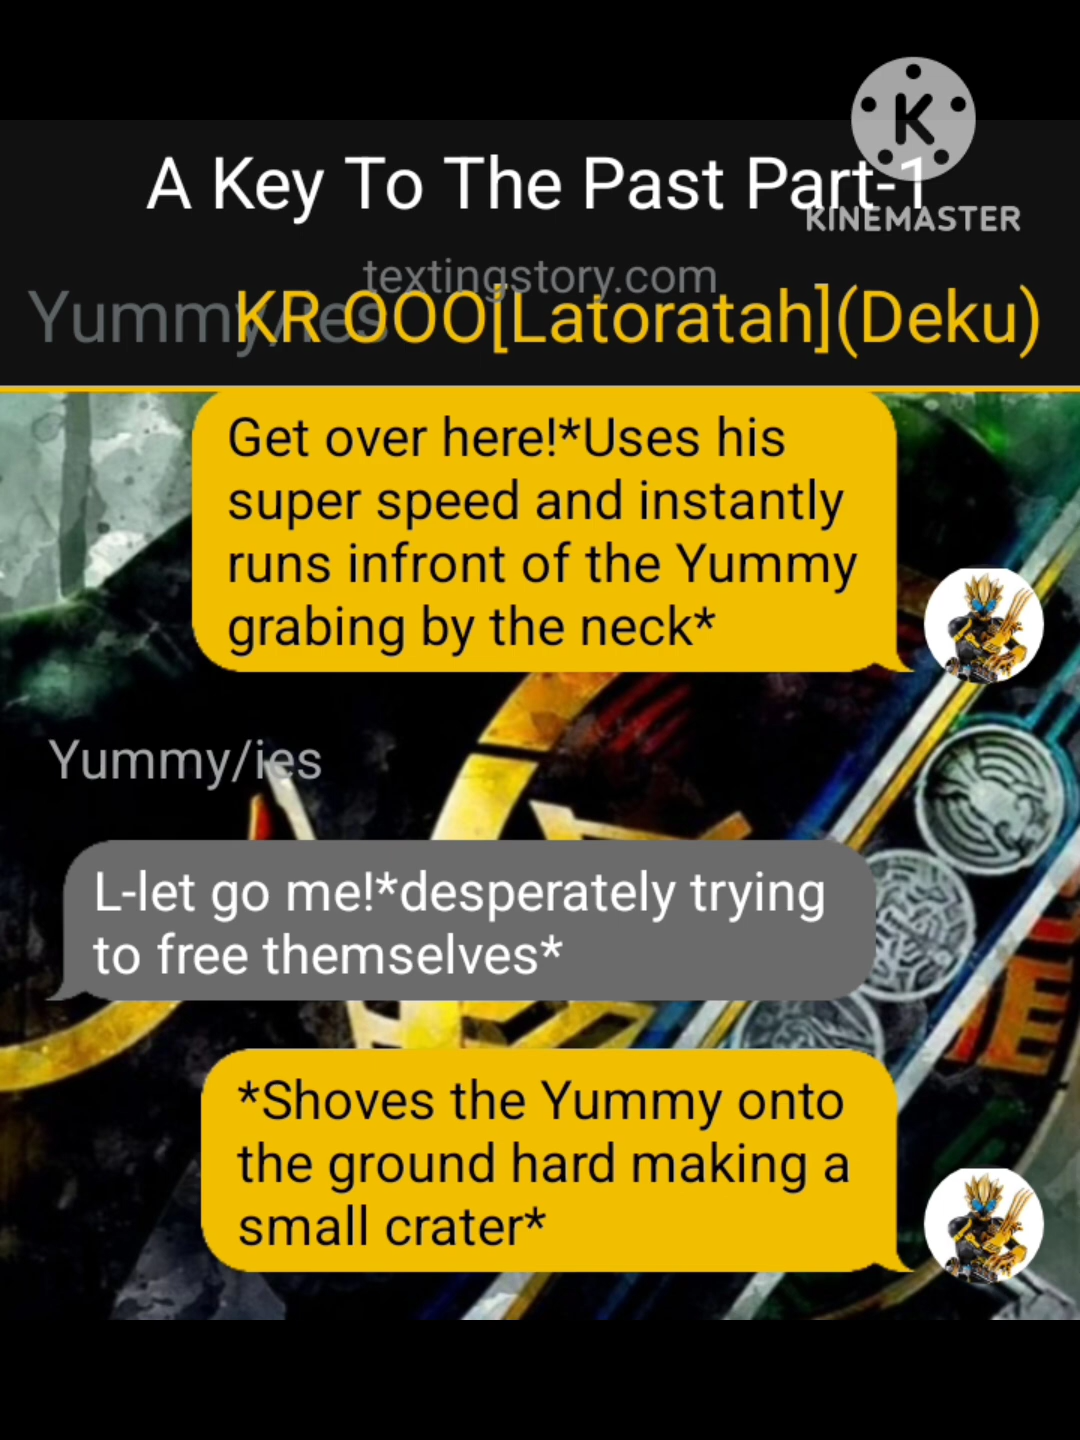 A Key To The Past Part-1
K
KINEMASTER
textingstory.com
Yummy/ies
KR OOO[Latoratah](Deku)
Get over here!*Uses his
super speed and instantly
runs infront of the Yummy
grabing by the neck*
Yummy/ies
L-let go me!*desperately trying
to free themselves*
*Shoves the Yummy onto
the ground hard making a
small crater*